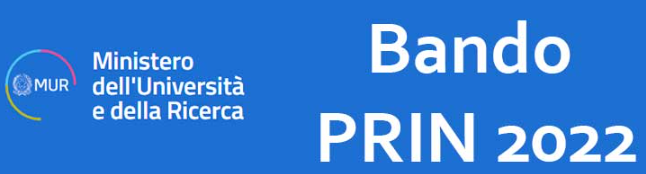 MUR
Ministero
dell'Università
e della Ricerca
Bando
PRIN 2022